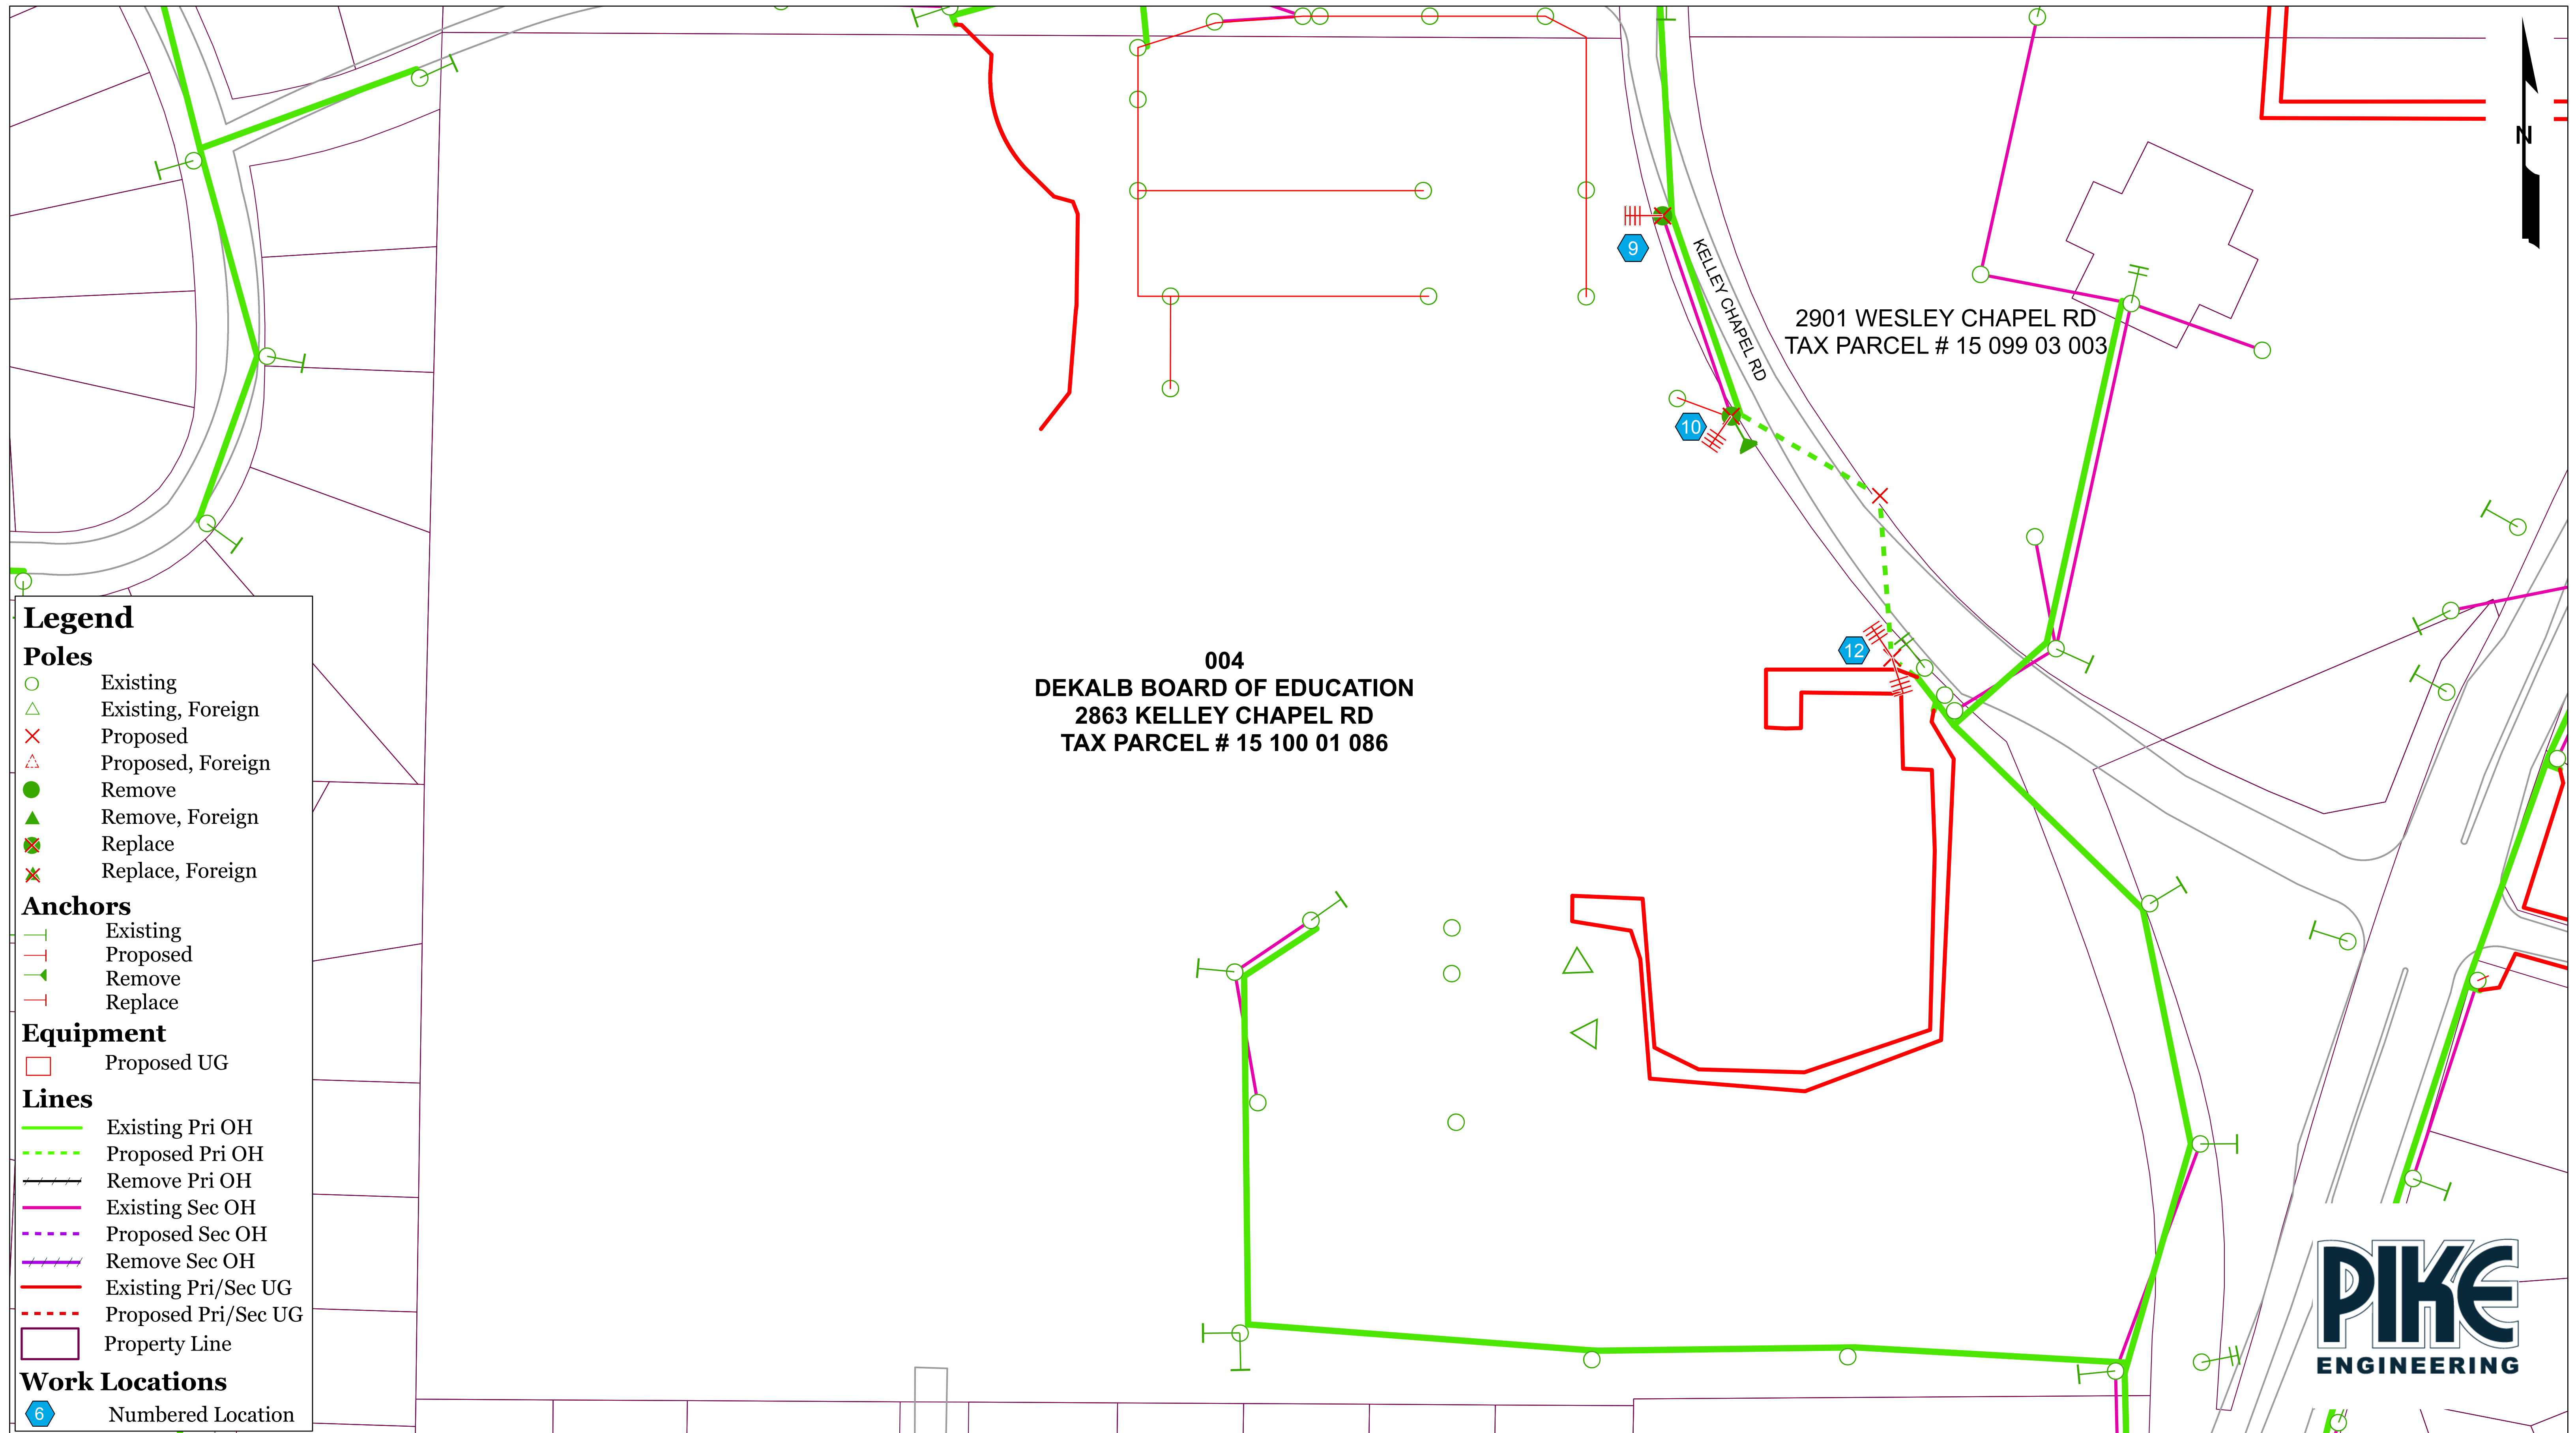 N
9
KELLEY CHAPEL RD
2901 WESLEY CHAPEL RD
TAX PARCEL # 15 099 03 003
10
12
004
DEKALB BOARD OF EDUCATION
2863 KELLEY CHAPEL RD
TAX PARCEL # 15 100 01 086
Legend
Poles
Existing
Existing, Foreign
Proposed
Proposed, Foreign
Remove
Remove, Foreign
Replace
Replace, Foreign
Anchors
Existing
Proposed
Remove
Replace
Equipment
Proposed UG
Lines
Existing Pri OH
Proposed Pri OH
Remove Pri OH
Existing Sec OH
Proposed Sec OH
Remove Sec OH
Existing Pri/Sec UG
Proposed Pri/Sec UG
Property Line
Work Locations
6 Numbered Location
PIKE
ENGINEERING